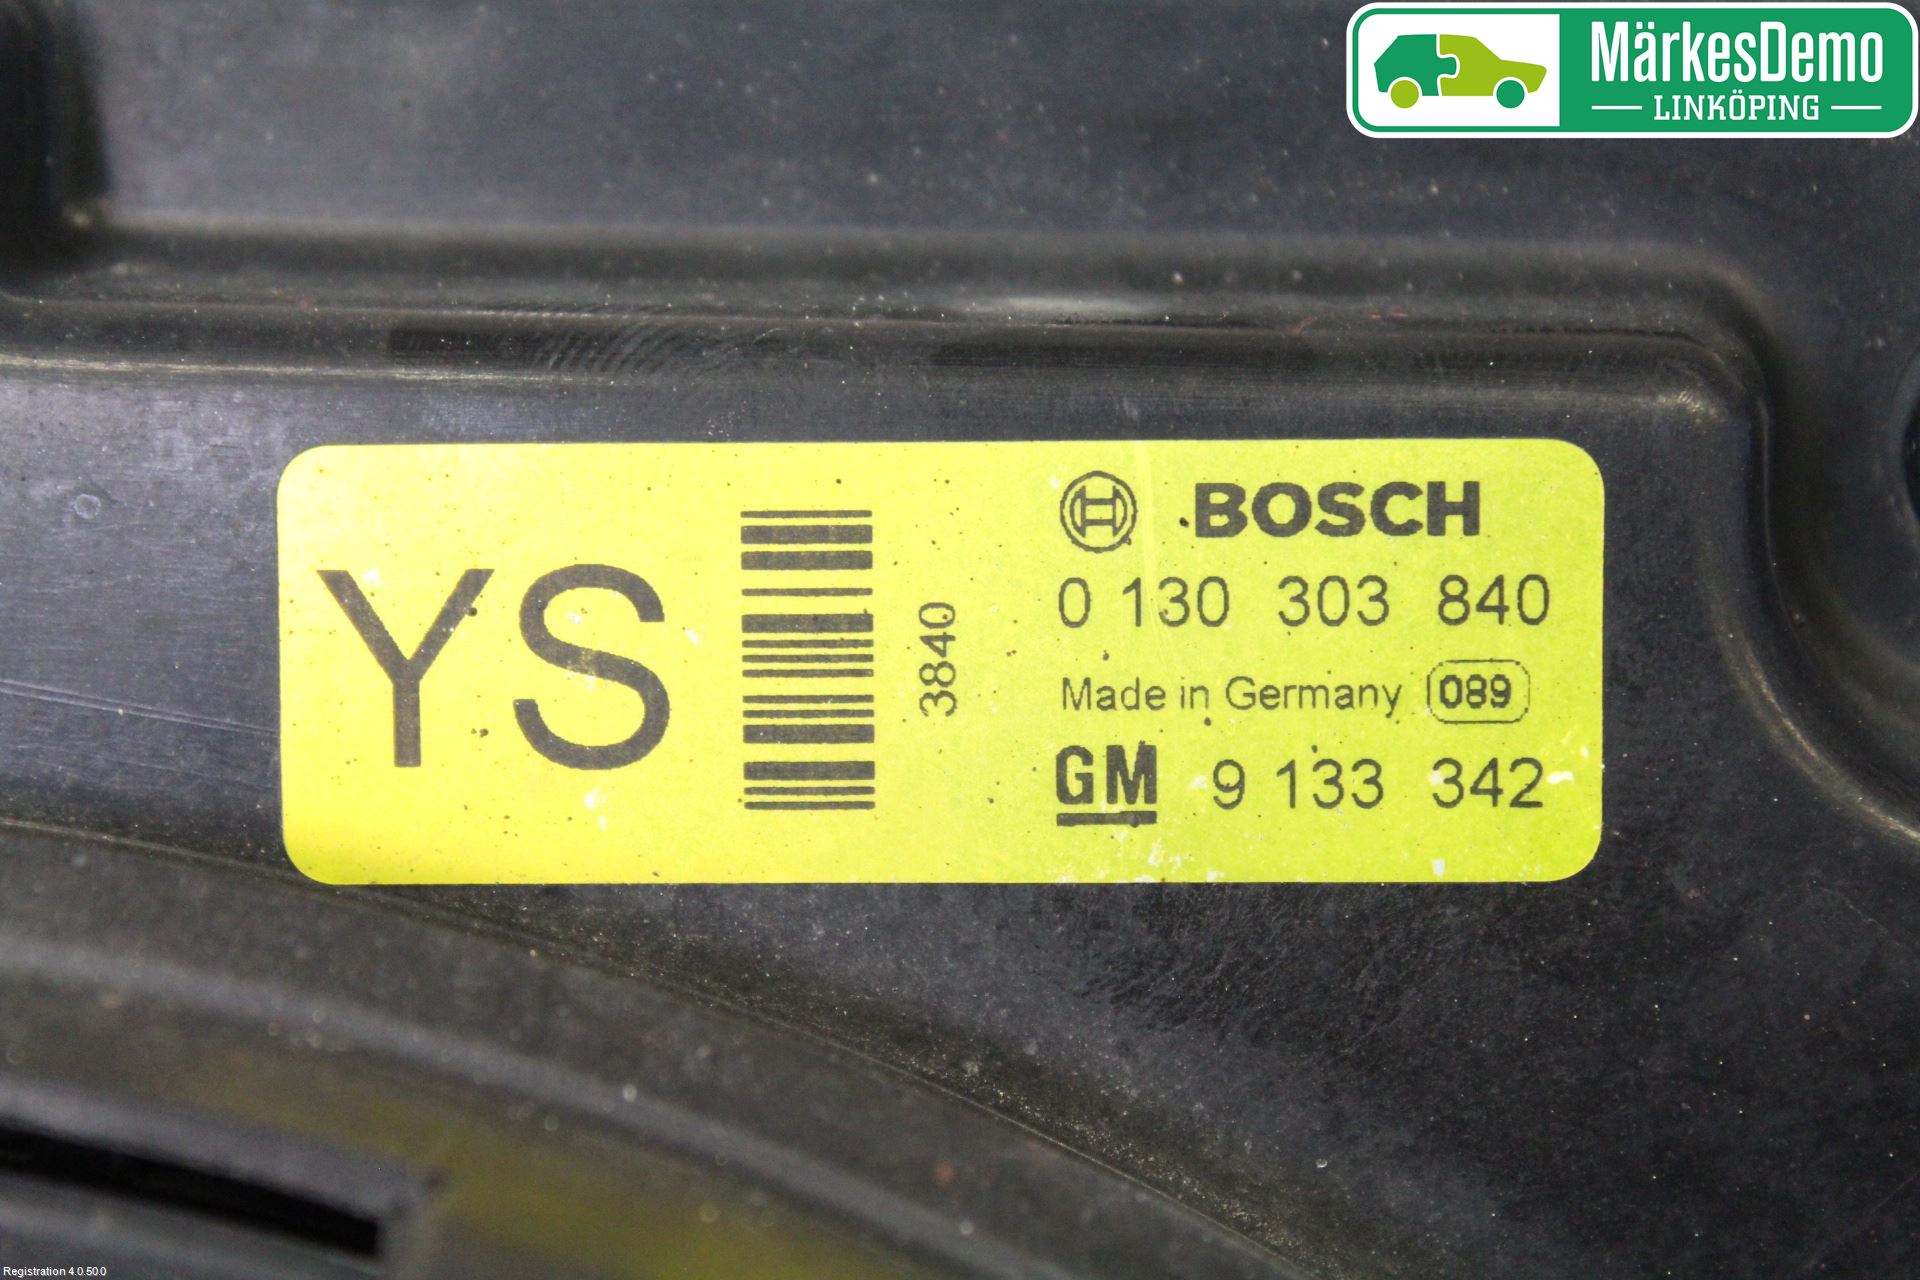 MärkesDemo
LINKÖPING
YS
3840
BOSCH
0 130 303 840
Made in Germany 089
GM 9 133 342
Registration 4.0.50.0